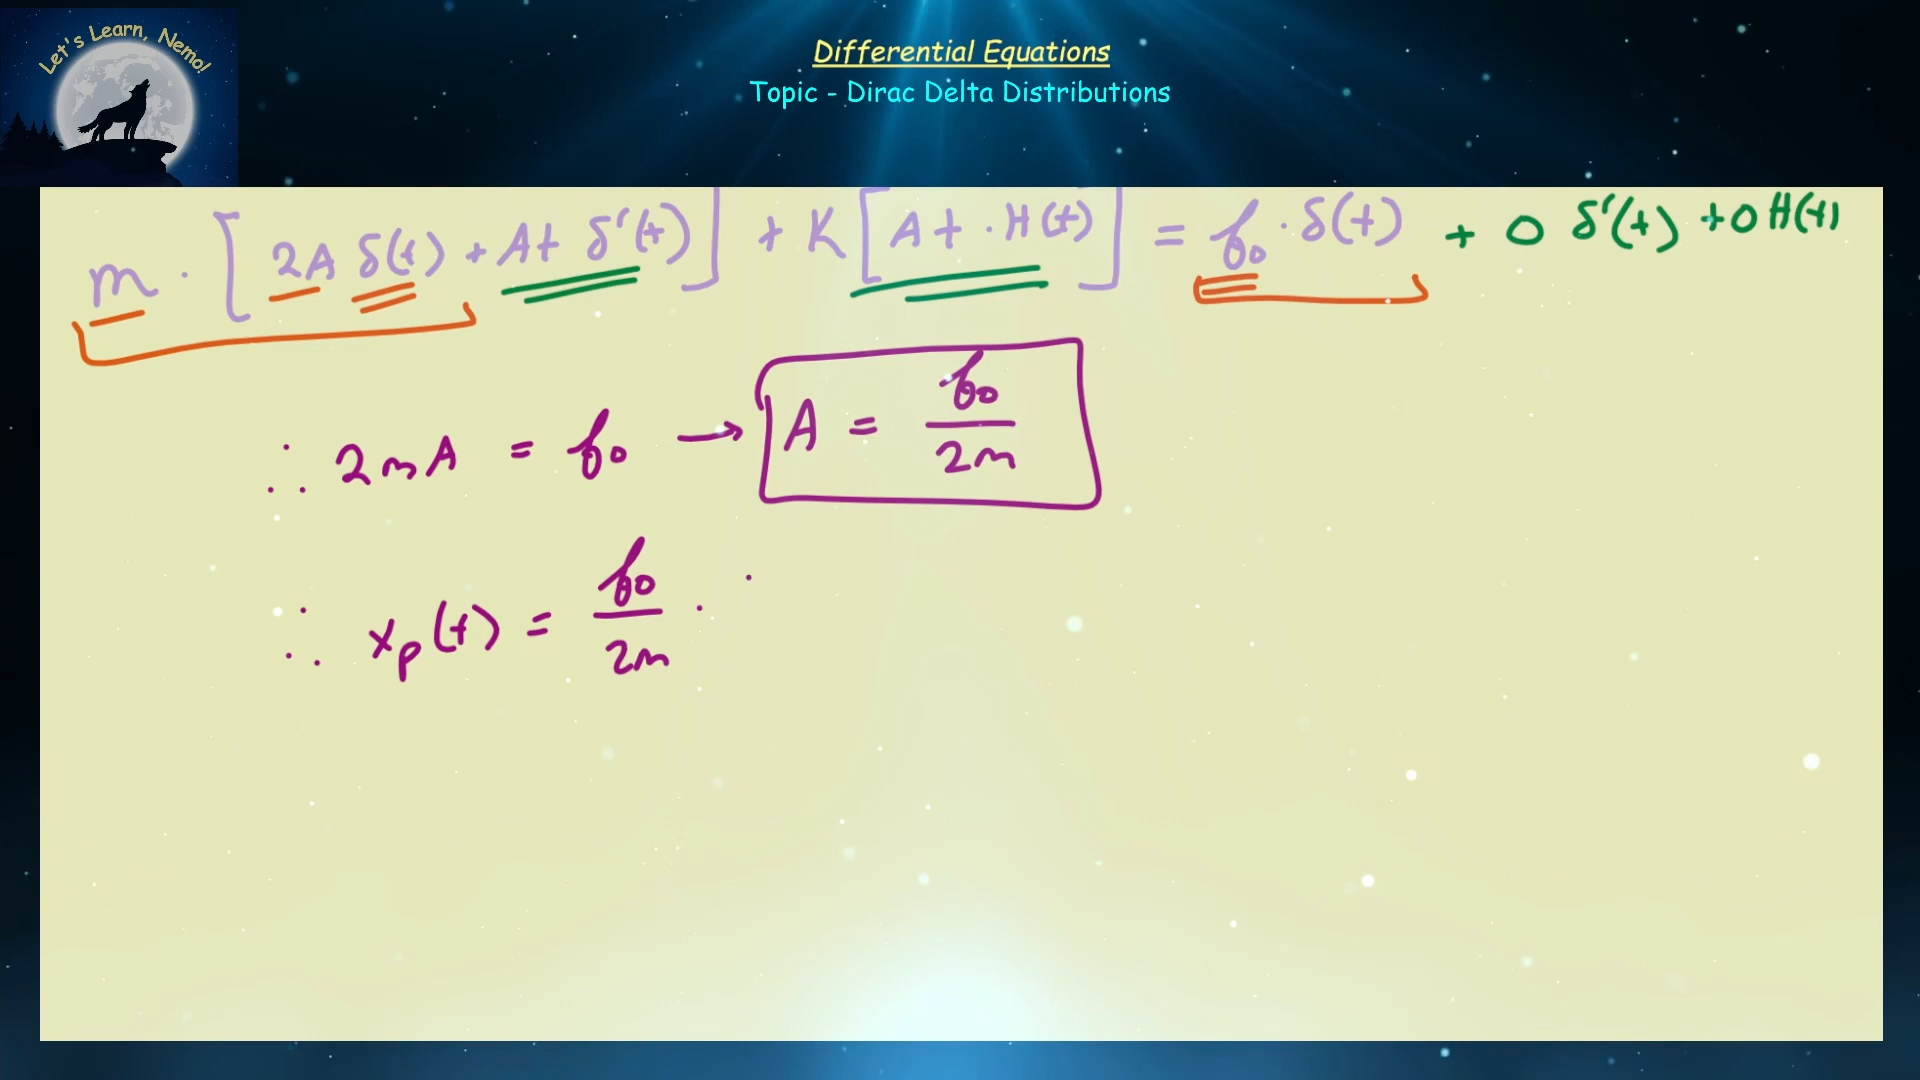 Let's Learn, Nemo!
Differential Equations
Topic - Dirac Delta Distributions
m · [2A δ(t) + At δ'(t)] + K[At · H(t)] = f₀ · δ(t) + 0 δ'(t) + 0 H(t)
∴ 2mA = f₀ → A = f₀/2m
∴ xₚ(t) = f₀/2m ·